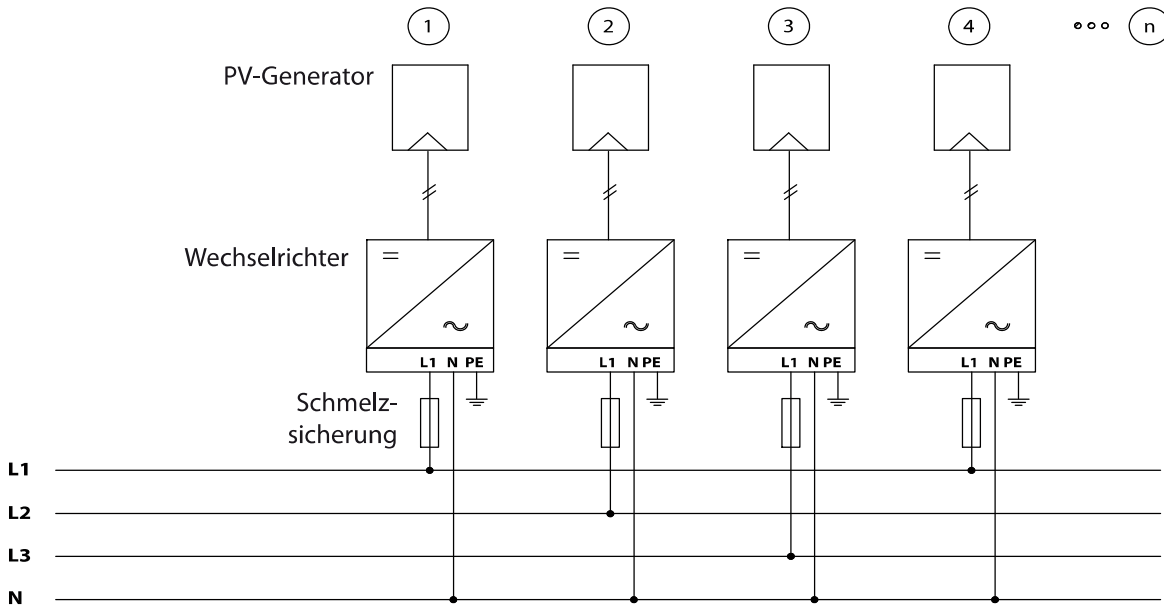 1 2 3 4 ∘∘∘ n
PV-Generator
Wechselrichter
L1 N PE L1 N PE L1 N PE L1 N PE
Schmelz-
sicherung
L1
L2
L3
N